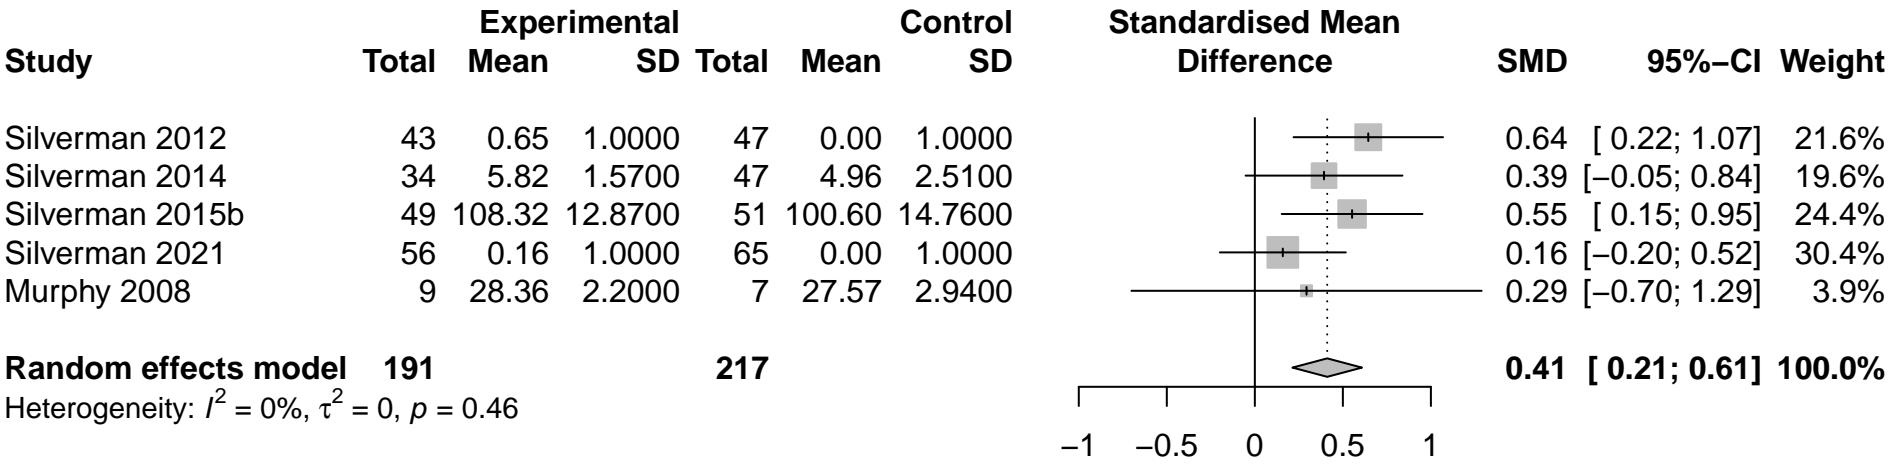 Experimental Control Standardised Mean
Study Total Mean SD Total Mean SD Difference SMD 95%−CI Weight
Silverman 2012 43 0.65 1.0000 47 0.00 1.0000 0.64 [ 0.22; 1.07] 21.6%
Silverman 2014 34 5.82 1.5700 47 4.96 2.5100 0.39 [−0.05; 0.84] 19.6%
Silverman 2015b 49 108.32 12.8700 51 100.60 14.7600 0.55 [ 0.15; 0.95] 24.4%
Silverman 2021 56 0.16 1.0000 65 0.00 1.0000 0.16 [−0.20; 0.52] 30.4%
Murphy 2008 9 28.36 2.2000 7 27.57 2.9400 0.29 [−0.70; 1.29] 3.9%
Random effects model 191 217 0.41 [ 0.21; 0.61] 100.0%
Heterogeneity: I² = 0%, τ² = 0, p = 0.46
−1 −0.5 0 0.5 1